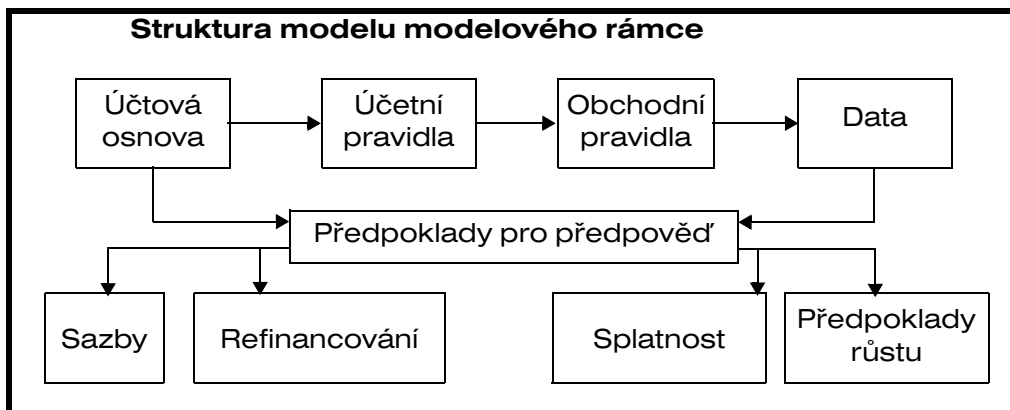 Struktura modelu modelového rámce
Účtová
osnova
Účetní
pravidla
Obchodní
pravidla
Data
Předpoklady pro předpověď
Sazby
Refinancování
Splatnost
Předpoklady
růstu